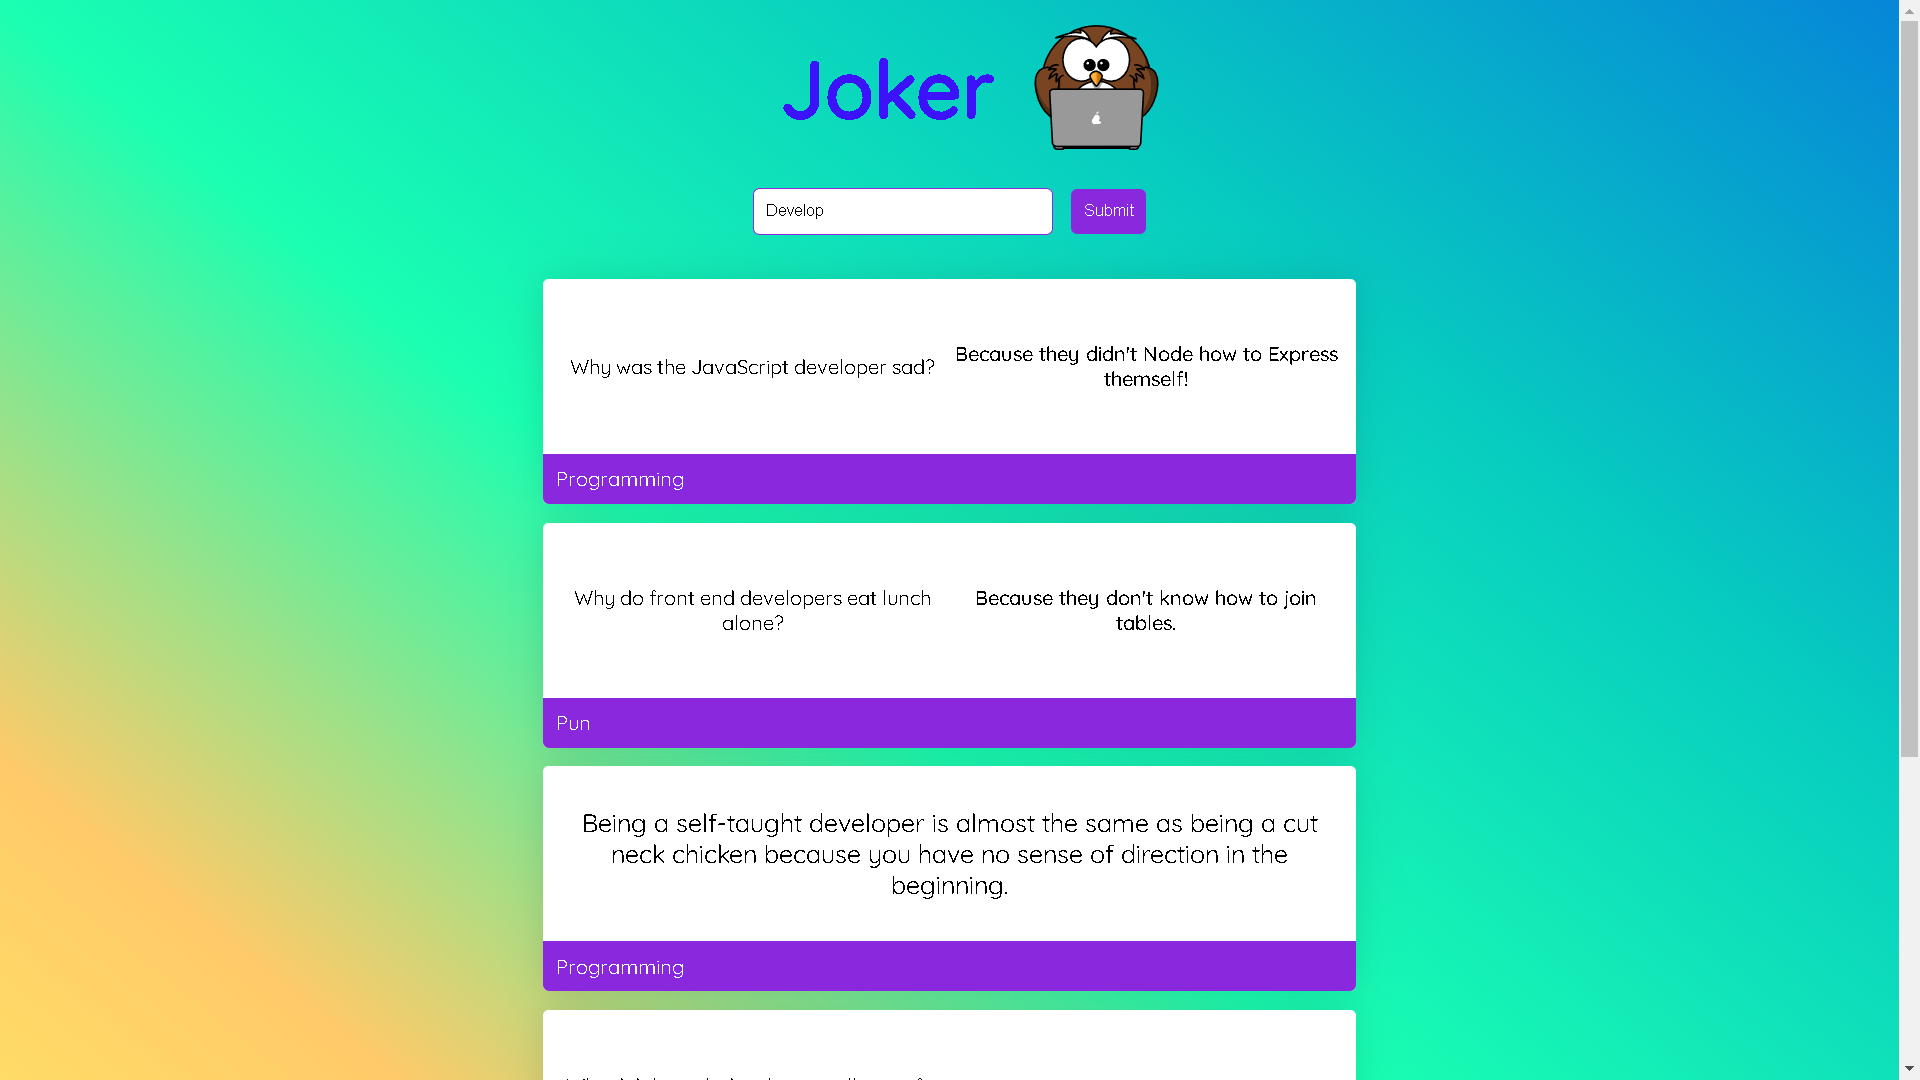 Joker
Develop
Submit
Why was the JavaScript developer sad?
Because they didn't Node how to Express
themself!
Programming
Why do front end developers eat lunch
alone?
Because they don't know how to join
tables.
Pun
Being a self-taught developer is almost the same as being a cut
neck chicken because you have no sense of direction in the
beginning.
Programming